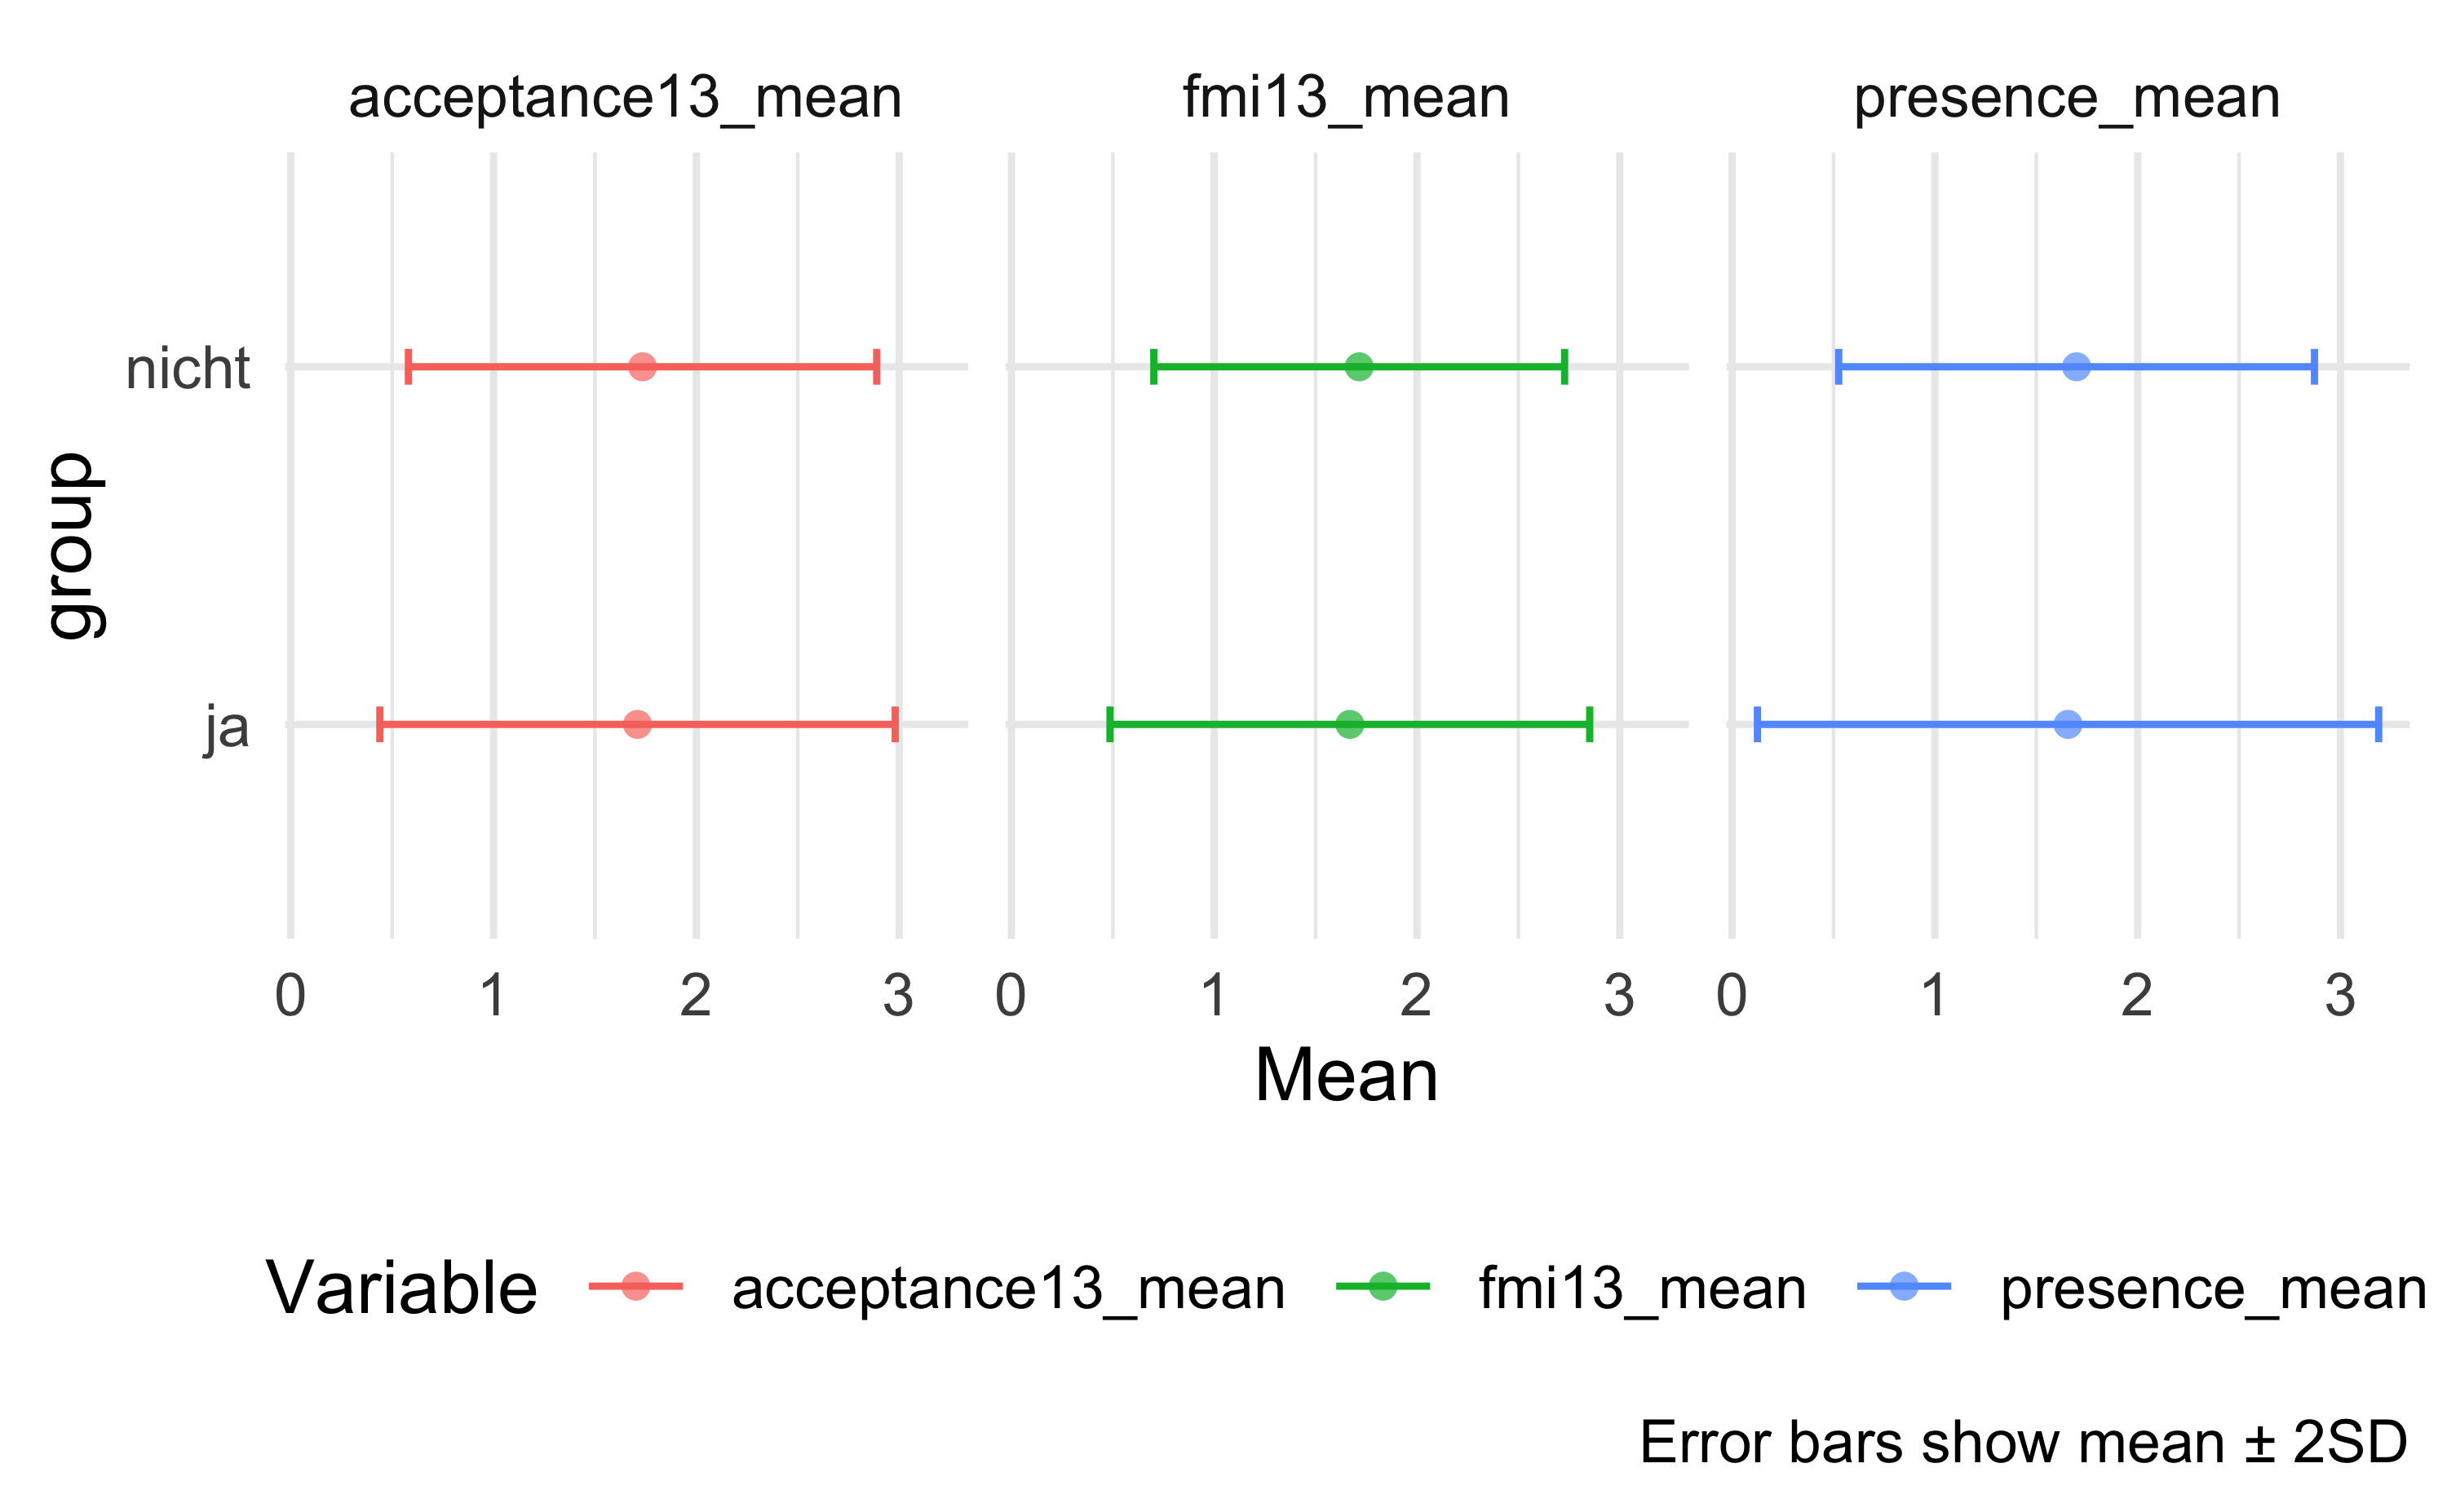 acceptance13_mean fmi13_mean presence_mean
nicht
group
ja
0 1 2 3 0 1 2 3 0 1 2 3
Mean
Variable acceptance13_mean fmi13_mean presence_mean
Error bars show mean ± 2SD